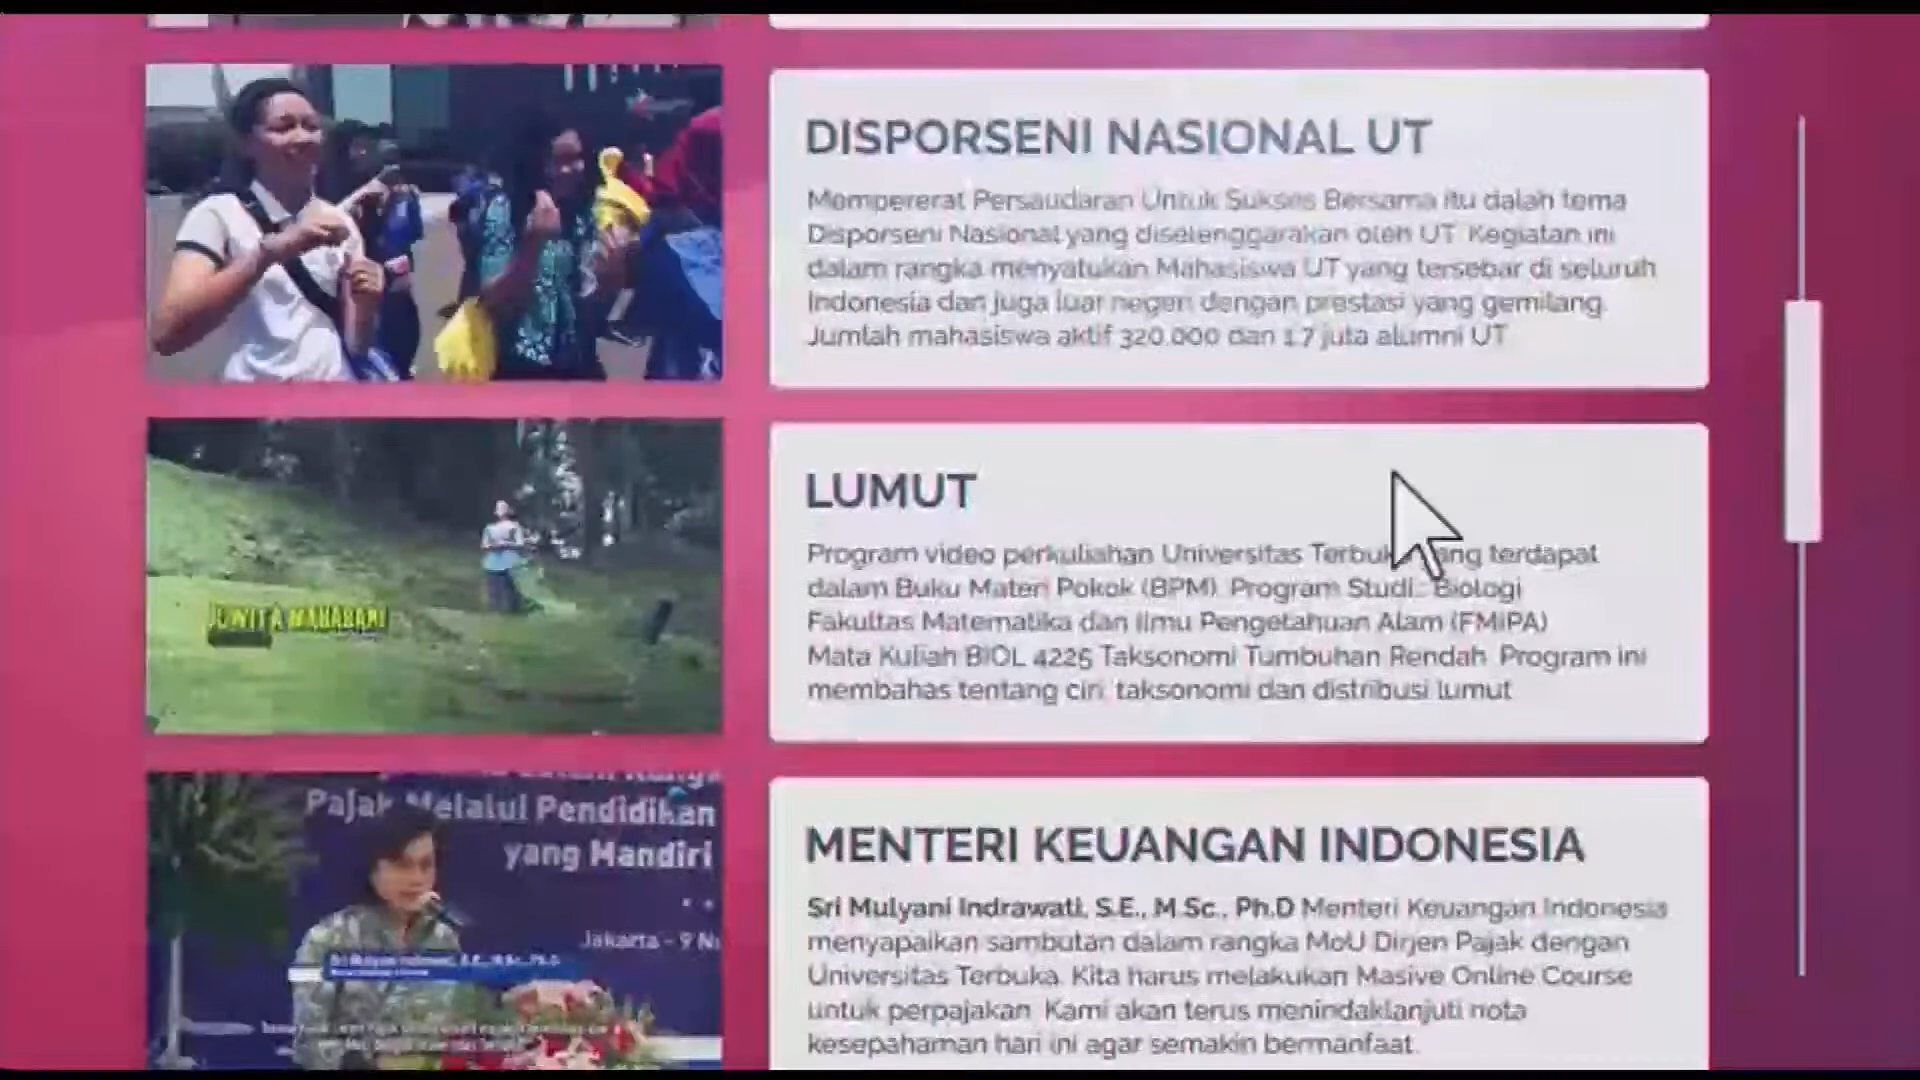 DISPORSENI NASIONAL UT
Mempererat Persaudaran Untuk Sukses Bersama itu dalah tema
Disporseni Nasional yang diselenggarakan oleh UT. Kegiatan ini
dalam rangka menyatukan Mahasiswa UT yang tersebar di seluruh
Indonesia dan juga luar negeri dengan prestasi yang gemilang.
Jumlah mahasiswa aktif 320.000 dan 1.7 juta alumni UT
LUMUT
Program video perkuliahan Universitas terdapat
dalam Buku Materi Pokok (BPM). Program Studi : Biologi
Fakultas Matematika dan Ilmu Pengetahuan Alam (FMIPA)
Mata Kuliah BIOL 4225 Taksonomi Tumbuhan Rendah. Program ini
membahas tentang ciri, taksonomi dan distribusi lumut
Pajak Melalui Pendidikan
yang Mandiri
Jakarta - 9
Sri Mulyani Indrawati, S.E., M.Sc., Ph.D
MENTERI KEUANGAN INDONESIA
Sri Mulyani Indrawati, S.E., M.Sc., Ph.D Menteri Keuangan Indonesia
menyapaikan sambutan dalam rangka MoU Dirjen Pajak dengan
Universitas Terbuka. Kita harus melakukan Masive Online Course
untuk perpajakan. Kami akan terus menindaklanjuti nota
kesepahaman hari ini agar semakin bermanfaat.